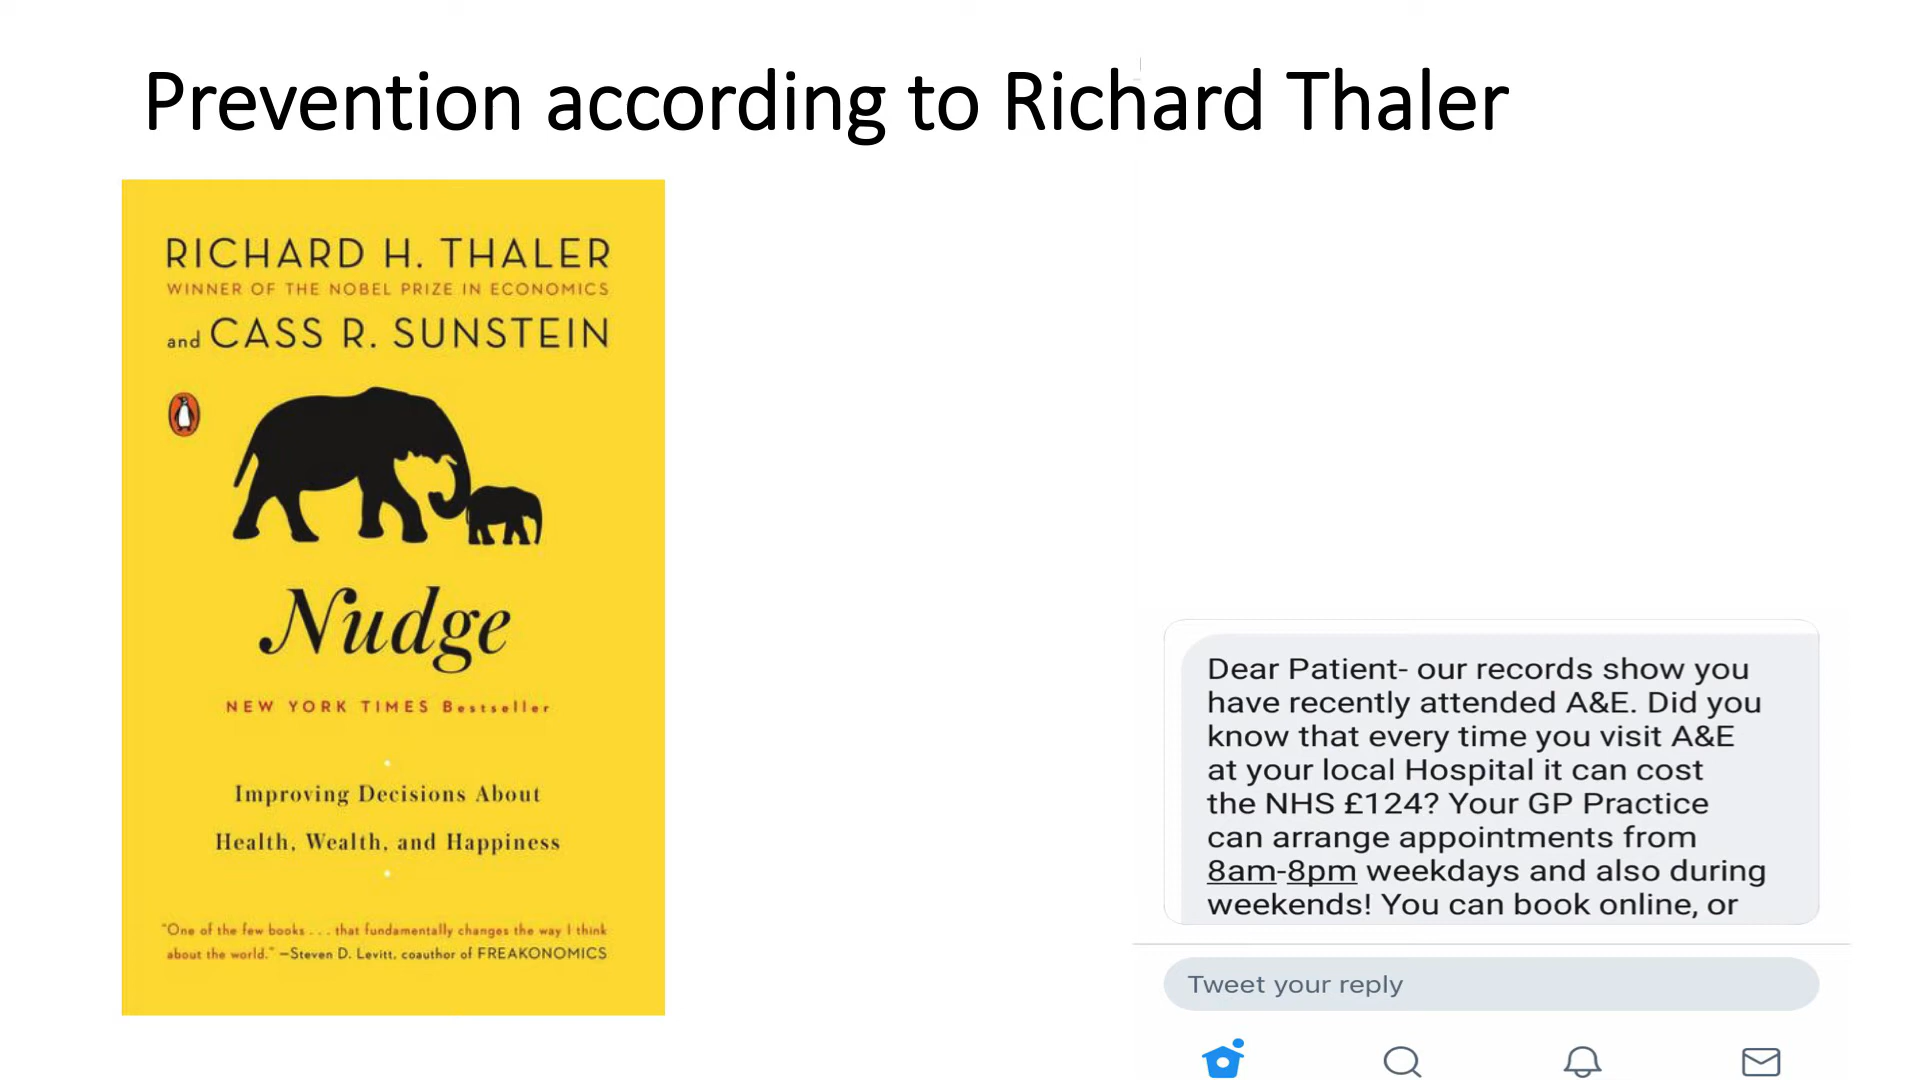 Prevention according to Richard Thaler
RICHARD H. THALER
WINNER OF THE NOBEL PRIZE IN ECONOMICS
and CASS R. SUNSTEIN
Nudge
NEW YORK TIMES Bestseller
Improving Decisions About
Health, Wealth, and Happiness
"One of the few books . . . that fundamentally changes the way I think
about the world." —Steven D. Levitt, coauthor of FREAKONOMICS
Dear Patient- our records show you
have recently attended A&E. Did you
know that every time you visit A&E
at your local Hospital it can cost
the NHS £124? Your GP Practice
can arrange appointments from
8am-8pm weekdays and also during
weekends! You can book online, or
Tweet your reply